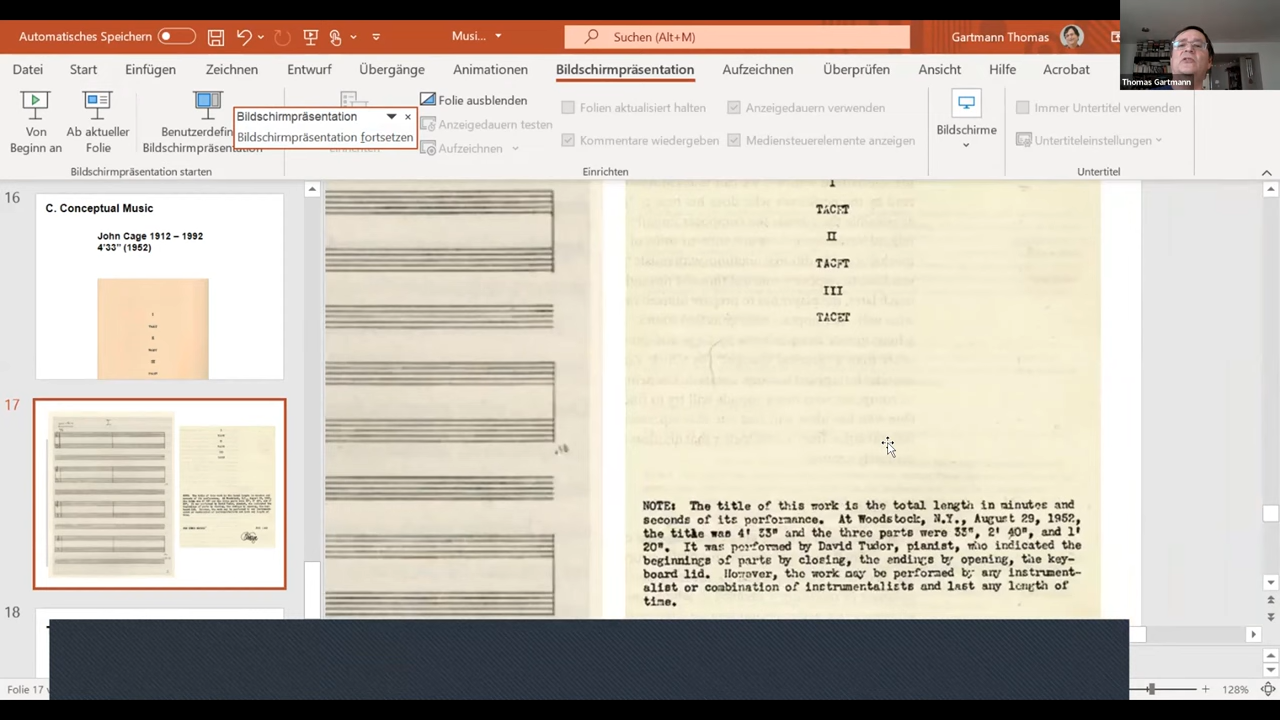 Automatisches Speichern
Musi...
Suchen (Alt+M)
Gartmann Thomas
Thomas Gartmann
Datei
Start
Einfügen
Zeichnen
Entwurf
Übergänge
Animationen
Bildschirmpräsentation
Aufzeichnen
Überprüfen
Ansicht
Hilfe
Acrobat
Von
Beginn an
Ab aktueller
Folie
Benutzerdefin
Bildschirmpräsentation
Bildschirmpräsentation
Bildschirmpräsentation fortsetzen
Folie ausblenden
Anzeigedauern testen
Aufzeichnen
Folien aktualisiert halten
Kommentare wiedergeben
Anzeigedauern verwenden
Mediensteuerelemente anzeigen
Bildschirme
Immer Untertitel verwenden
Untertiteleinstellungen
Bildschirmpräsentation starten
Einrichten
Untertitel
16
C. Conceptual Music
John Cage 1912 – 1992
4'33” (1952)
I
TACET
II
TACET
III
TACET
17
18
I
TACET
II
TACET
III
TACET
NOTE: The title of this work is the total length in minutes and
seconds of its performance. At Woodstock, N.Y., August 29, 1952,
the title was 4' 33" and the three parts were 33", 2' 40", and 1'
20". It was performed by David Tudor, pianist, who indicated the
beginnings of parts by closing, the endings by opening, the key-
board lid. However, the work may be performed by any instrument-
alist or combination of instrumentalists and last any length of
time.
Folie 17 v
128%